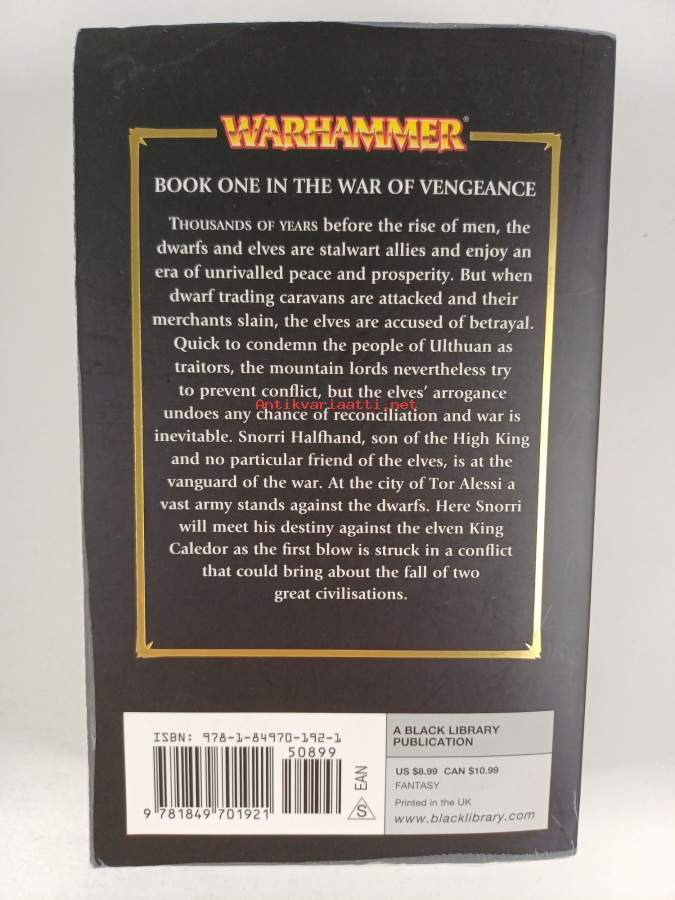 WARHAMMER®
BOOK ONE IN THE WAR OF VENGEANCE
THOUSANDS OF YEARS before the rise of men, the
dwarfs and elves are stalwart allies and enjoy an
era of unrivalled peace and prosperity. But when
dwarf trading caravans are attacked and their
merchants slain, the elves are accused of betrayal.
Quick to condemn the people of Ulthuan as
traitors, the mountain lords nevertheless try
to prevent conflict, but the elves' arrogance
Antikvariaatti.net
undoes any chance of reconciliation and war is
inevitable. Snorri Halfhand, son of the High King
and no particular friend of the elves, is at the
vanguard of the war. At the city of Tor Alessi a
vast army stands against the dwarfs. Here Snorri
will meet his destiny against the elven King
Caledor as the first blow is struck in a conflict
that could bring about the fall of two
great civilisations.
ISBN: 978-1-84970-192-1
50899
9 781849 701921
EAN
S
A BLACK LIBRARY
PUBLICATION
US $8.99 CAN $10.99
FANTASY
Printed in the UK
www.blacklibrary.com